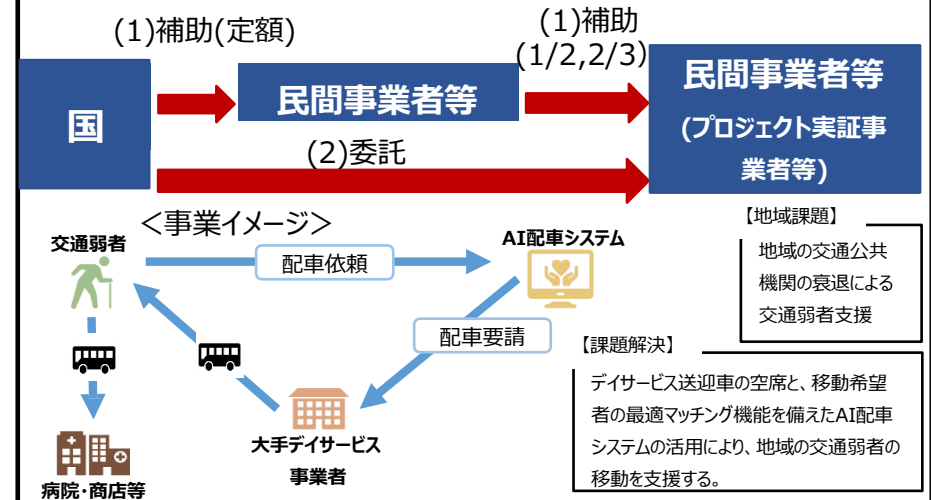 (1)補助(定額)
(1)補助
(1/2,2/3)
国
民間事業者等
民間事業者等
(プロジェクト実証事
業者等)
(2)委託
＜事業イメージ＞
交通弱者
配車依頼
AI配車システム
配車要請
大手デイサービス
事業者
病院・商店等
【地域課題】
地域の交通公共
機関の衰退による
交通弱者支援
【課題解決】
デイサービス送迎車の空席と、移動希望
者の最適マッチング機能を備えたAI配車
システムの活用により、地域の交通弱者の
移動を支援する。